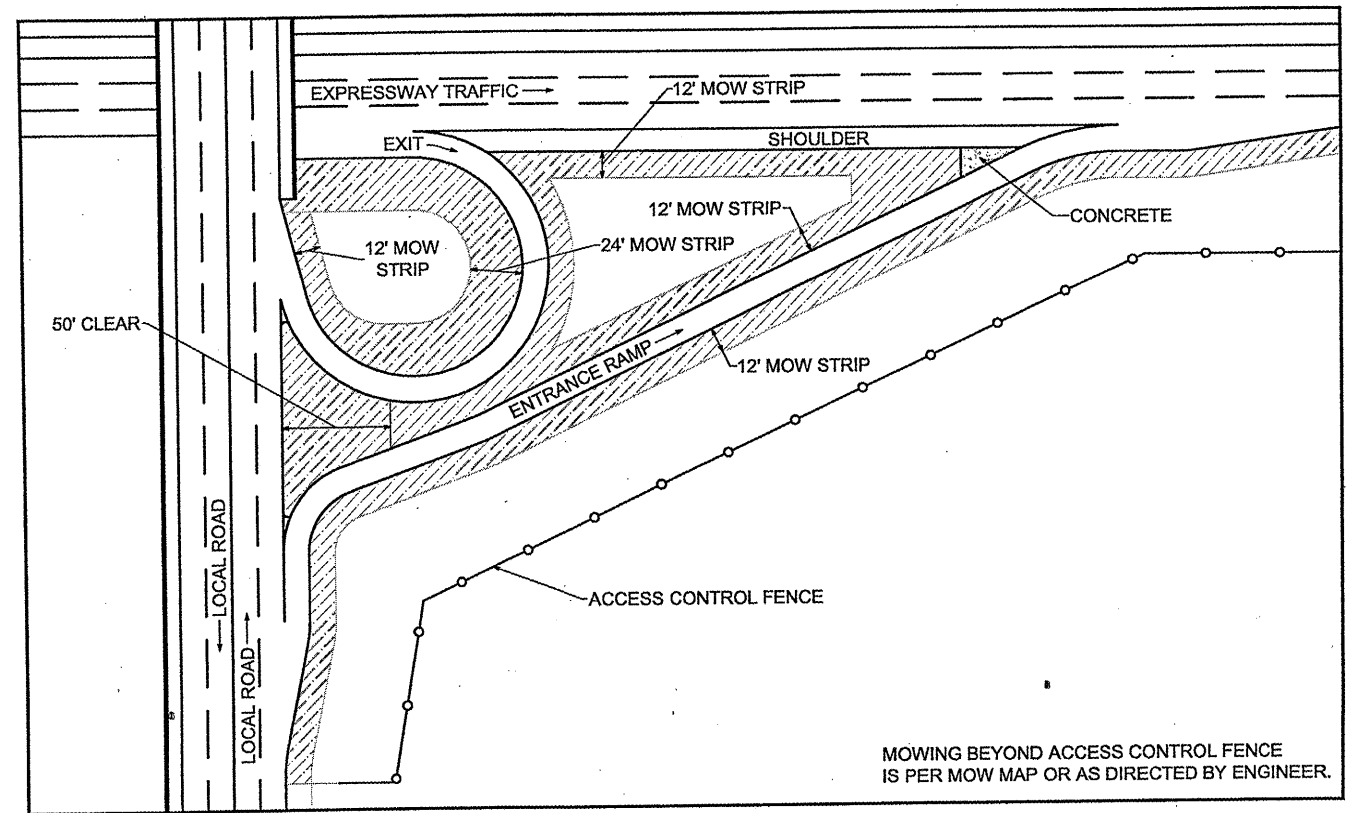 EXPRESSWAY TRAFFIC
12' MOW STRIP
EXIT
SHOULDER
12' MOW STRIP
CONCRETE
12' MOW
STRIP
24' MOW STRIP
50' CLEAR
ENTRANCE RAMP
12' MOW STRIP
LOCAL ROAD
LOCAL ROAD
ACCESS CONTROL FENCE
MOWING BEYOND ACCESS CONTROL FENCE
IS PER MOW MAP OR AS DIRECTED BY ENGINEER.